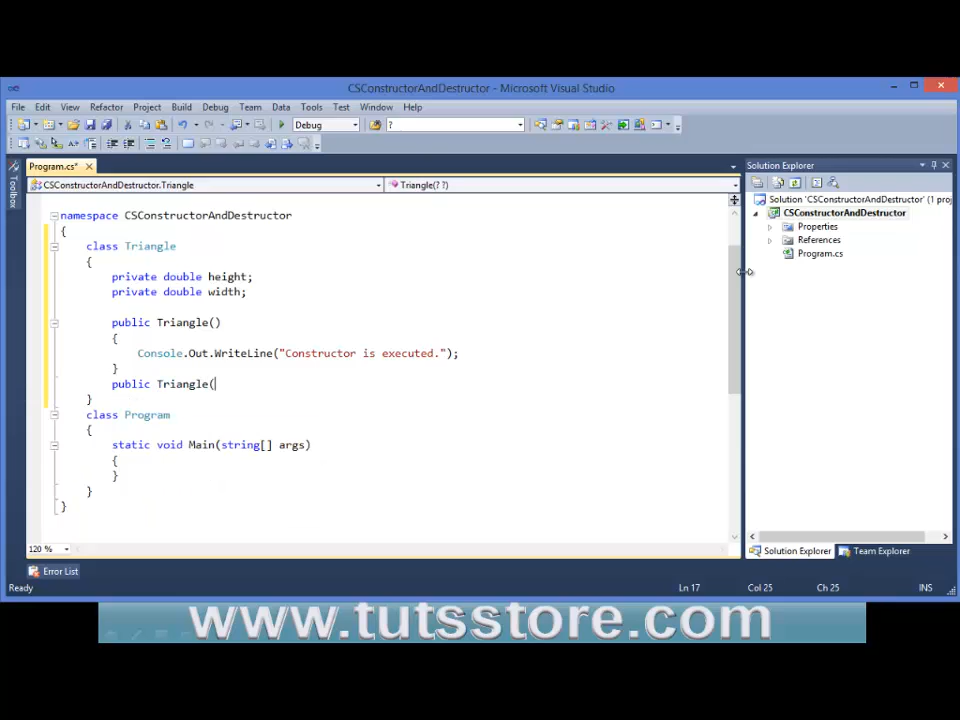 CSConstructorAndDestructor - Microsoft Visual Studio
File Edit View Refactor Project Build Debug Team Data Tools Test Window Help
Debug ?
Program.cs* Solution Explorer
Toolbox
CSConstructorAndDestructor.Triangle Triangle(? ?)
Solution 'CSConstructorAndDestructor' (1 proj
CSConstructorAndDestructor
Properties
References
Program.cs
namespace CSConstructorAndDestructor
{
class Triangle
{
private double height;
private double width;
public Triangle()
{
Console.Out.WriteLine("Constructor is executed.");
}
public Triangle(
}
class Program
{
static void Main(string[] args)
{
}
}
}
120 %
Solution Explorer Team Explorer
Error List
Ready Ln 17 Col 25 Ch 25 INS
www.tutsstore.com